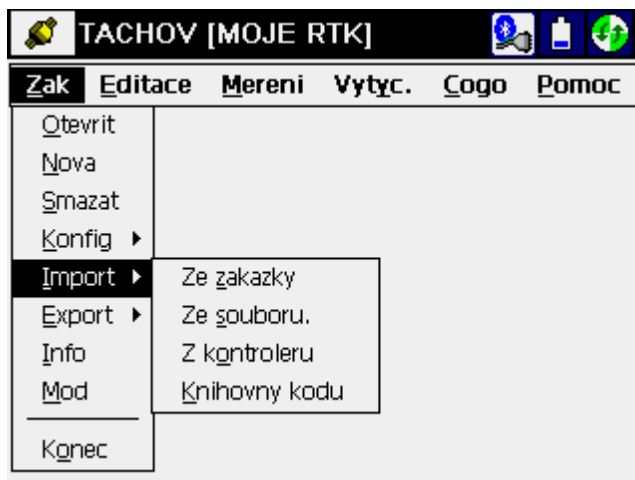 TACHOV [MOJE RTK]
Zak Editace Mereni Vytyc. Cogo Pomoc
Otevrit
Nova
Smazat
Konfig
Import
Ze zakazky
Export
Ze souboru.
Info
Z kontroleru
Mod
Knihovny kodu
Konec